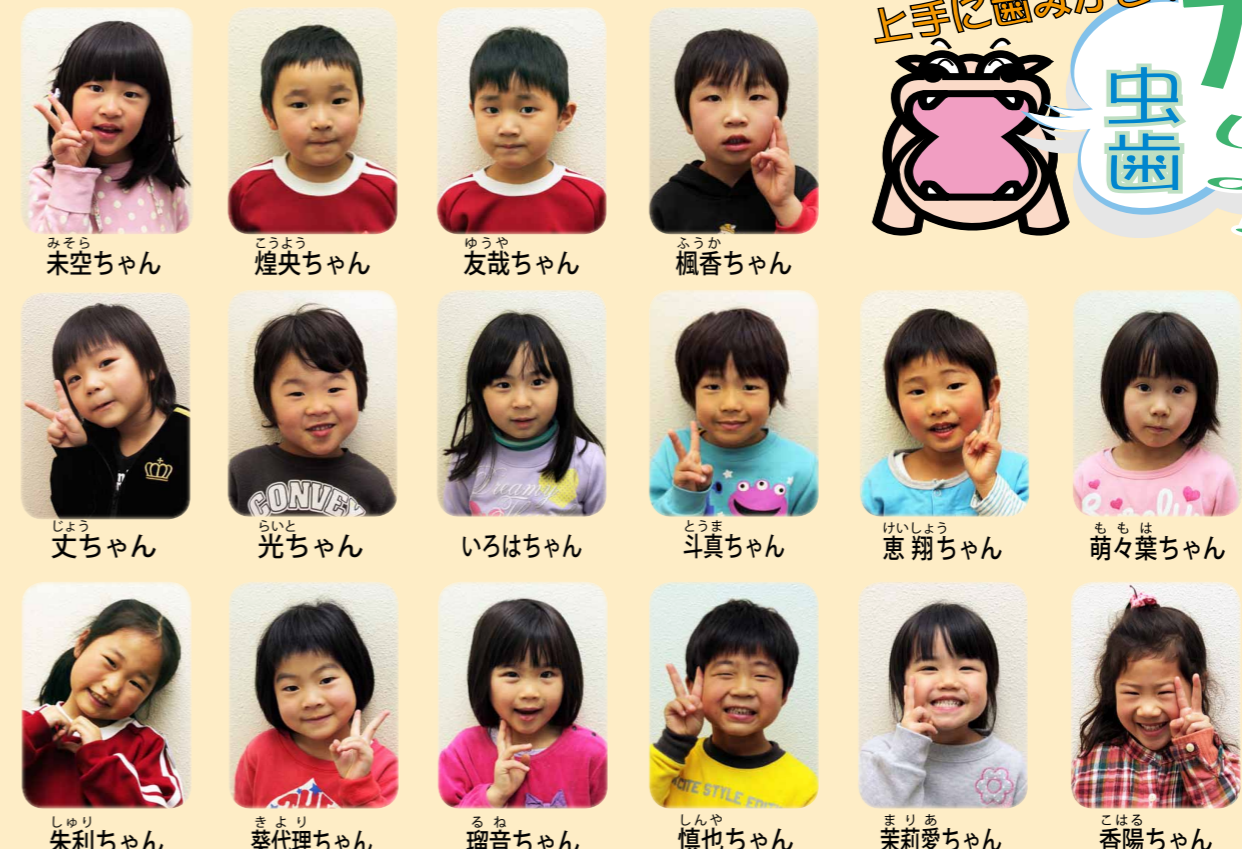 上手に歯みがき
虫歯
みそら
未空ちゃん
こうよう
煌央ちゃん
ゆうや
友哉ちゃん
ふうか
楓香ちゃん
CONVE
Dreamy
じょう
丈ちゃん
らいと
光ちゃん
いろはちゃん
とうま
斗真ちゃん
けいしょう
恵翔ちゃん
ももは
萌々葉ちゃん
CITE STYLE EDIT
しゅり
朱利ちゃん
きより
葵代理ちゃん
るね
瑠音ちゃん
しんや
慎也ちゃん
まりあ
茉莉愛ちゃん
こはる
香陽ちゃん